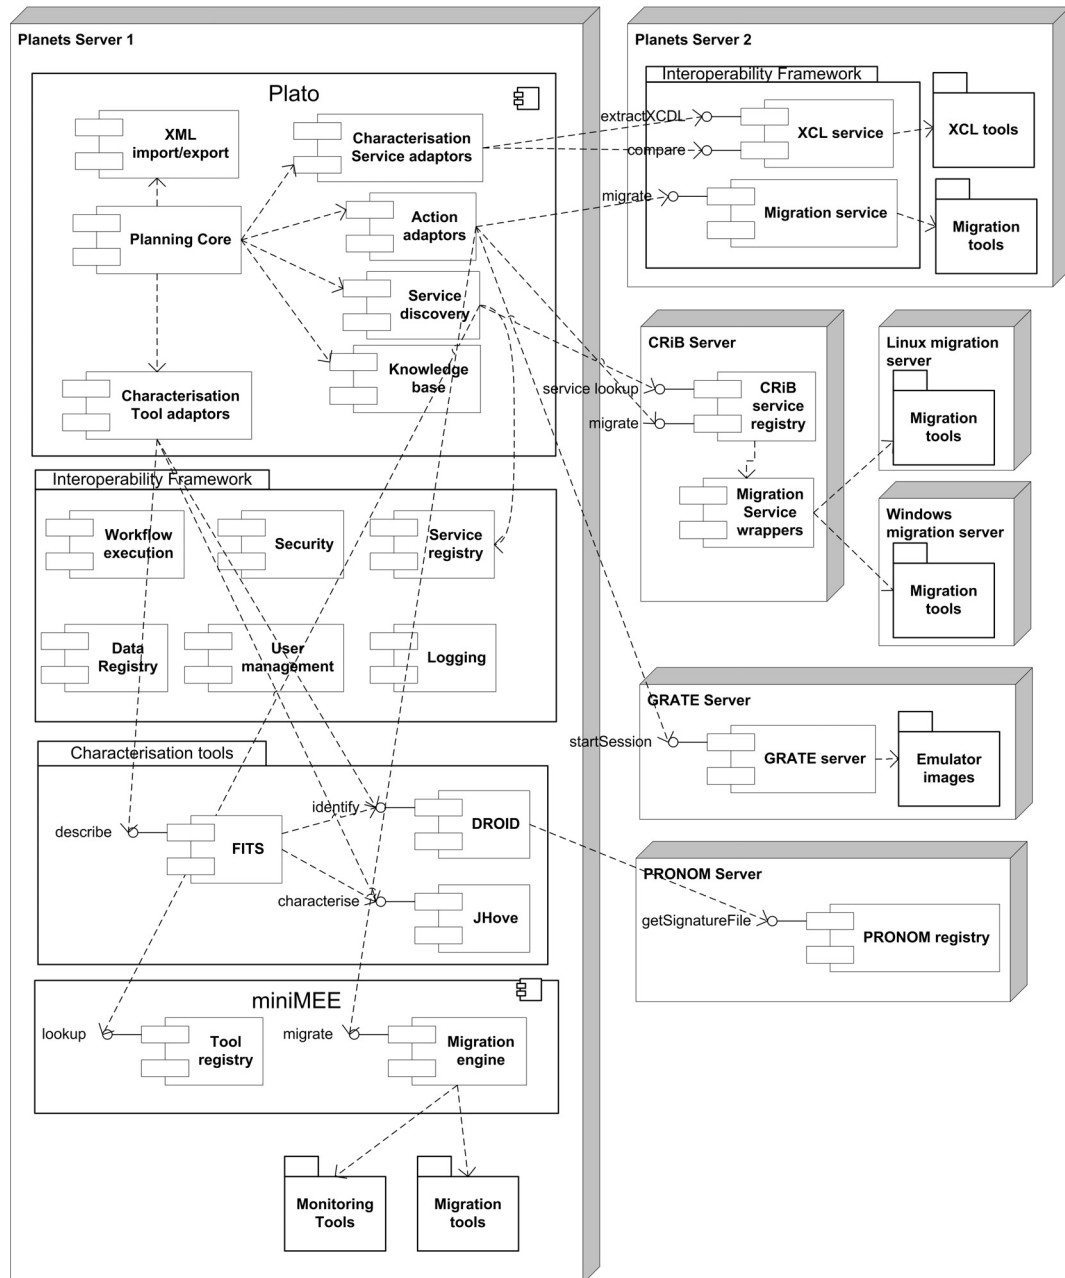 Planets Server 1
Plato
XML
import/export
Characterisation
Service adaptors
Planning Core
Action
adaptors
Service
discovery
Knowledge
base
Characterisation
Tool adaptors
Interoperability Framework
Workflow
execution
Security
Service
registry
Data
Registry
User
management
Logging
Characterisation tools
describe
FITS
identify
DROID
characterise
JHove
miniMEE
lookup
Tool
registry
migrate
Migration
engine
Monitoring
Tools
Migration
tools
Planets Server 2
Interoperability Framework
extractXCDL
compare
XCL service
XCL tools
migrate
Migration service
Migration
tools
CRiB Server
service lookup
migrate
CRiB
service
registry
Migration
Service
wrappers
Linux migration
server
Migration
tools
Windows
migration server
Migration
tools
GRATE Server
startSession
GRATE server
Emulator
images
PRONOM Server
getSignatureFile
PRONOM registry